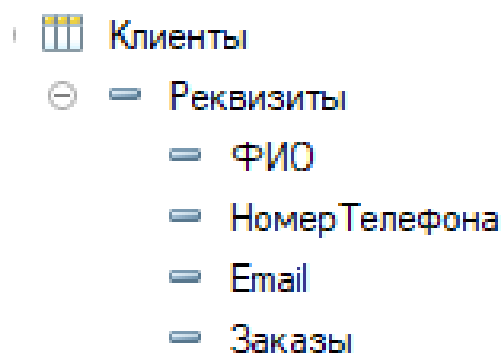 Клиенты
Реквизиты
ФИО
НомерТелефона
Email
Заказы